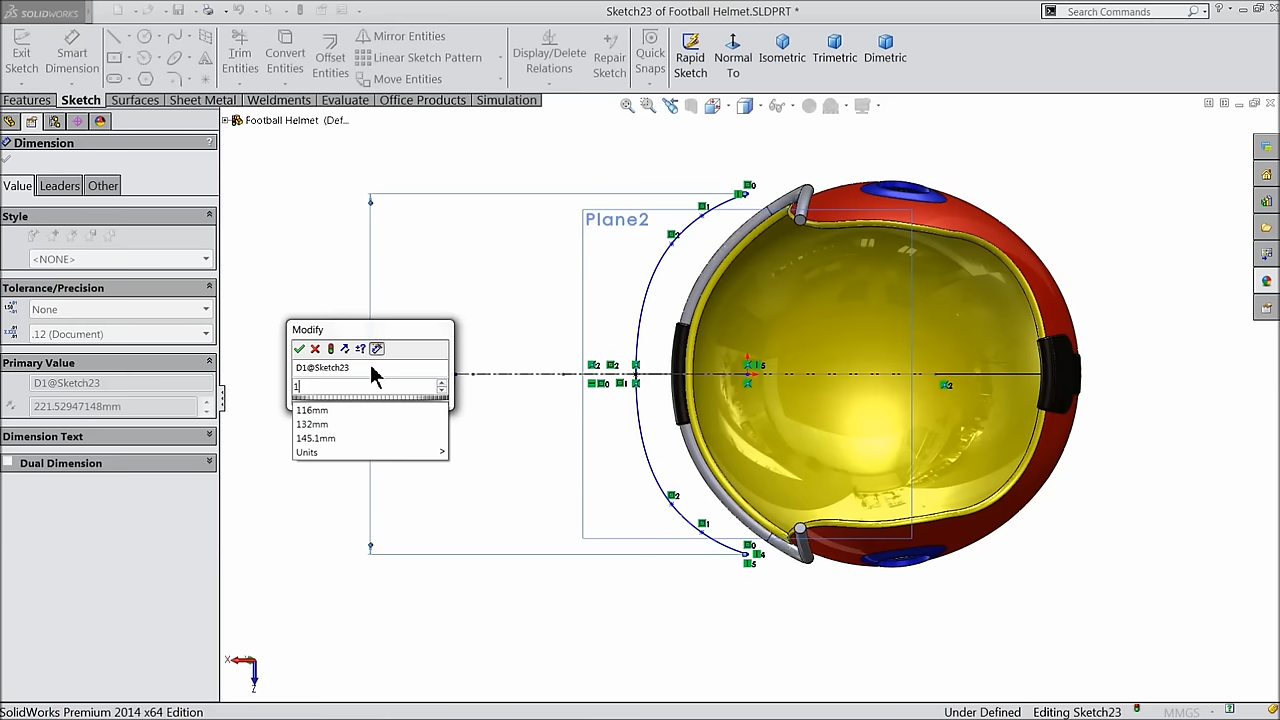 SOLIDWORKS
Sketch23 of Football Helmet.SLDPRT *
Search Commands
Exit Sketch
Smart Dimension
Trim Entities
Convert Entities
Offset Entities
Mirror Entities
Linear Sketch Pattern
Move Entities
Display/Delete Relations
Repair Sketch
Quick Snaps
Rapid Sketch
Normal To
Isometric
Trimetric
Dimetric
Features
Sketch
Surfaces
Sheet Metal
Weldments
Evaluate
Office Products
Simulation
Football Helmet (Def...
Dimension
?
Value
Leaders
Other
Style
<NONE>
Tolerance/Precision
None
.12 (Document)
Primary Value
D1@Sketch23
221.52947148mm
Dimension Text
Dual Dimension
Plane2
Modify
D1@Sketch23
1
116mm
132mm
145.1mm
Units >
X
Z
SolidWorks Premium 2014 x64 Edition
Under Defined
Editing Sketch23
MMGS